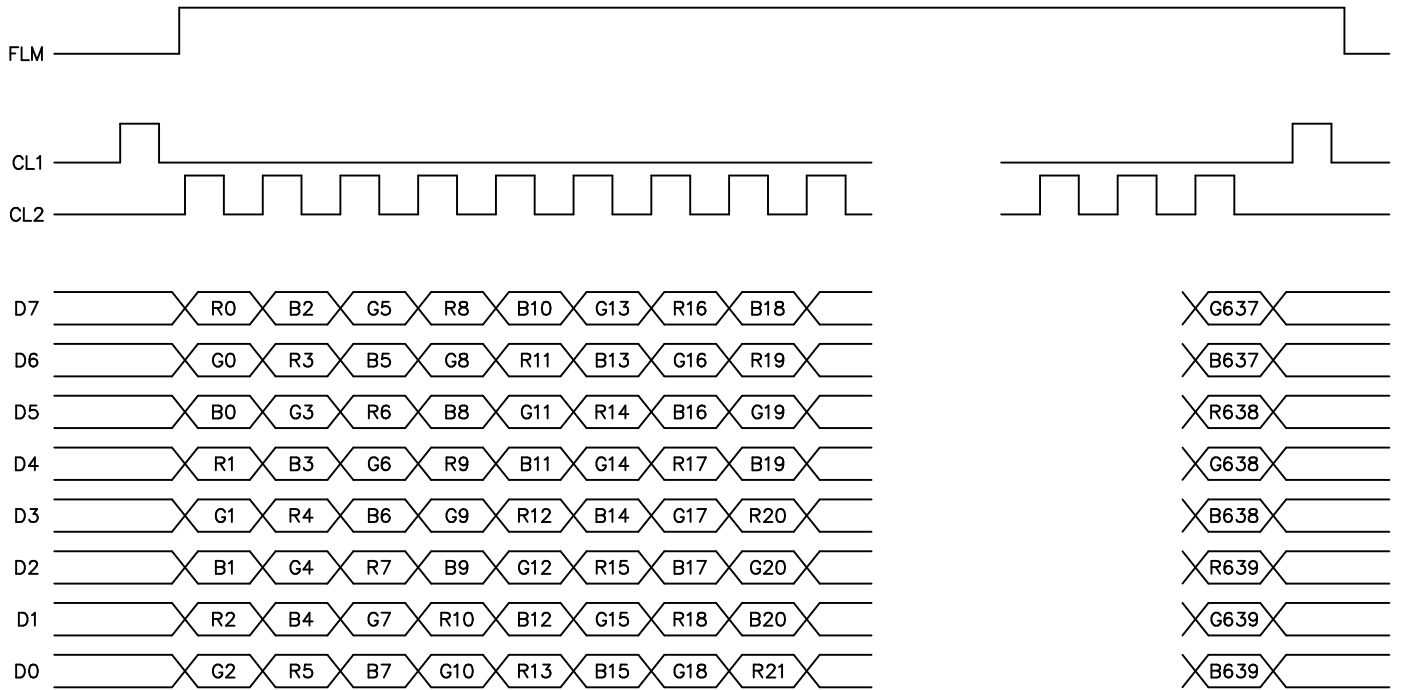 FLM
CL1
CL2
D7 R0 B2 G5 R8 B10 G13 R16 B18 G637
D6 G0 R3 B5 G8 R11 B13 G16 R19 B637
D5 B0 G3 R6 B8 G11 R14 B16 G19 R638
D4 R1 B3 G6 R9 B11 G14 R17 B19 G638
D3 G1 R4 B6 G9 R12 B14 G17 R20 B638
D2 B1 G4 R7 B9 G12 R15 B17 G20 R639
D1 R2 B4 G7 R10 B12 G15 R18 B20 G639
D0 G2 R5 B7 G10 R13 B15 G18 R21 B639